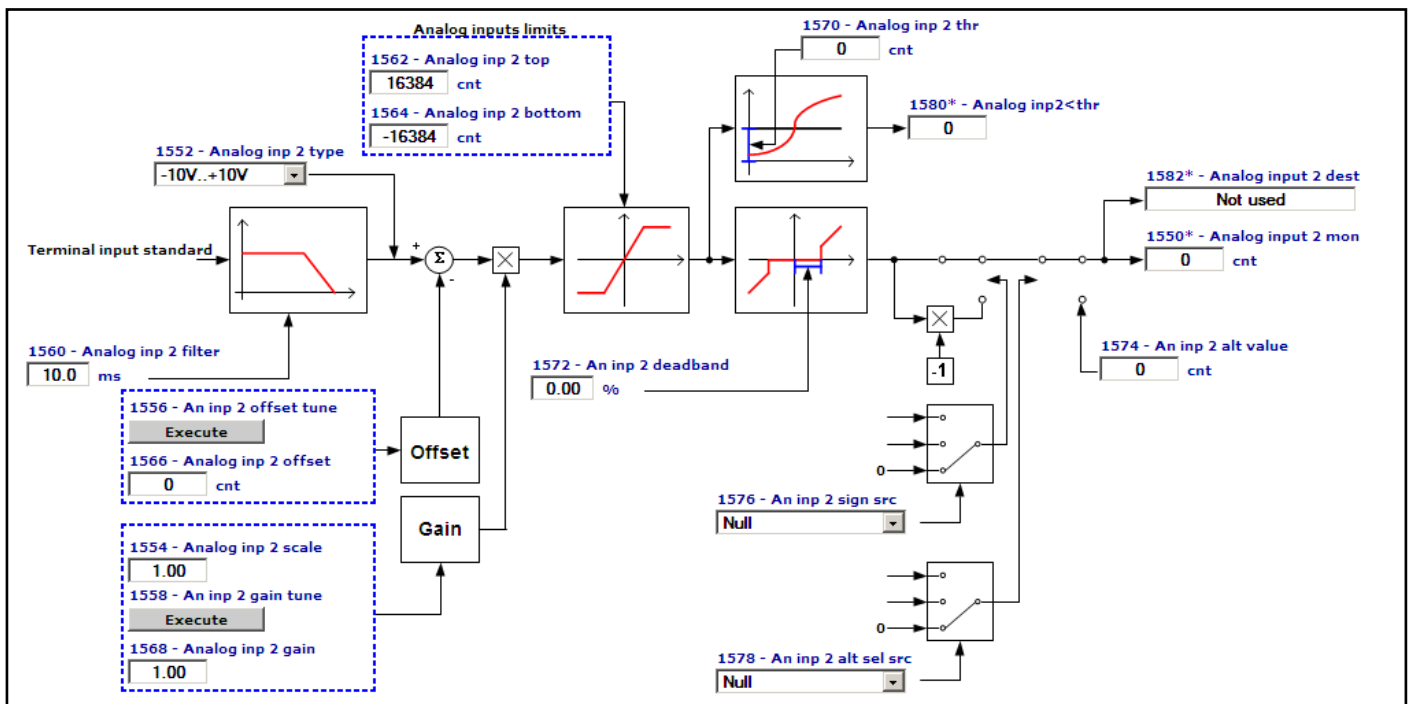 Analog inputs limits
1562 - Analog inp 2 top
16384 cnt
1564 - Analog inp 2 bottom
-16384 cnt
1570 - Analog inp 2 thr
0 cnt
1580* - Analog inp2<thr
0
1552 - Analog inp 2 type
-10V..+10V
1582* - Analog input 2 dest
Not used
1550* - Analog input 2 mon
0 cnt
Terminal input standard
+
Σ
-
1560 - Analog inp 2 filter
10.0 ms
1572 - An inp 2 deadband
0.00 %
-1
1574 - An inp 2 alt value
0 cnt
1556 - An inp 2 offset tune
Execute
1566 - Analog inp 2 offset
0 cnt
Offset
Gain
1554 - Analog inp 2 scale
1.00
1558 - An inp 2 gain tune
Execute
1568 - Analog inp 2 gain
1.00
0
1576 - An inp 2 sign src
Null
0
1578 - An inp 2 alt sel src
Null